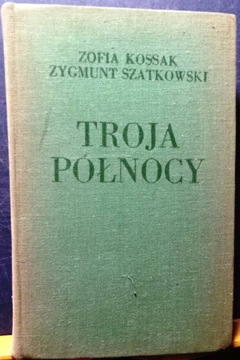 ZOFIA KOSSAK
ZYGMUNT SZATKOWSKI
TROJA
PÓŁNOCY